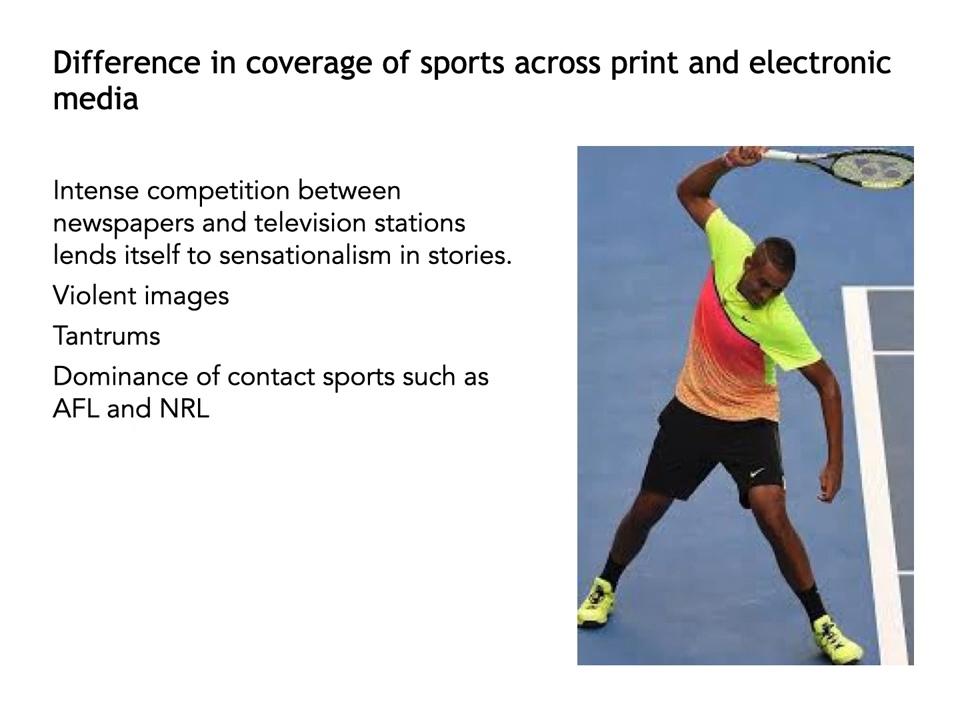 Difference in coverage of sports across print and electronic
media
Intense competition between
newspapers and television stations
lends itself to sensationalism in stories.
Violent images
Tantrums
Dominance of contact sports such as
AFL and NRL